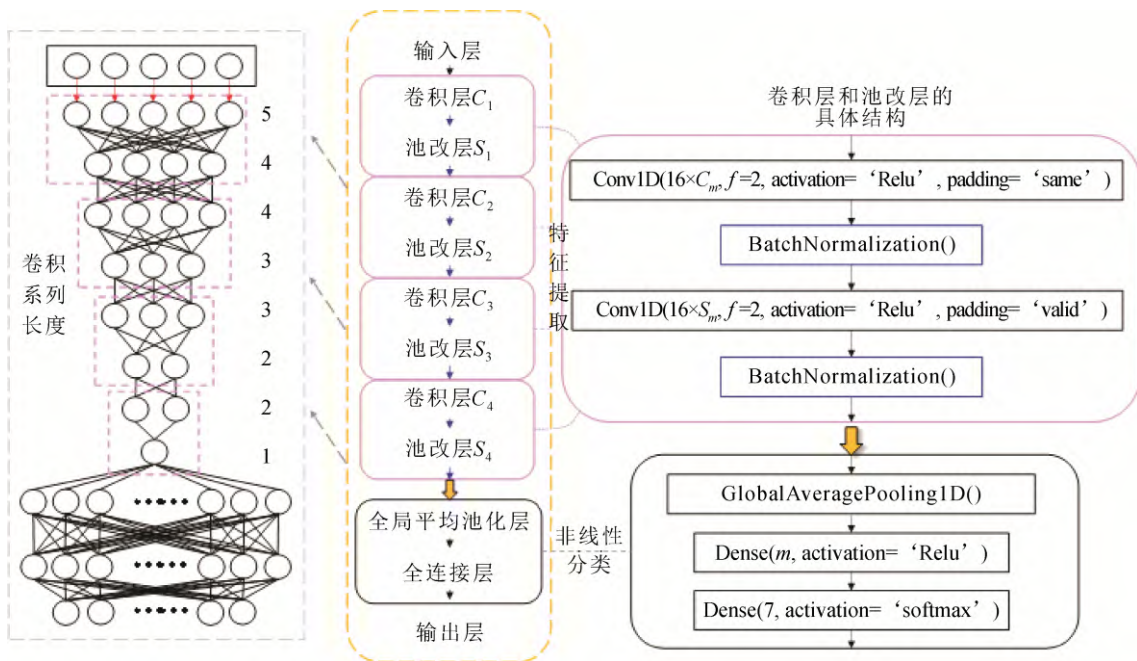 卷积
系列
长度
5
4
4
3
3
2
2
1
输入层
卷积层C₁
池改层S₁
卷积层C₂
池改层S₂
卷积层C₃
池改层S₃
卷积层C₄
池改层S₄
全局平均池化层
全连接层
输出层
特
征
提
取
非线性
分类
卷积层和池改层的
具体结构
Conv1D(16×Cₘ, f=2, activation=‘Relu’, padding=‘same’)
BatchNormalization()
Conv1D(16×Sₘ, f=2, activation=‘Relu’, padding=‘valid’)
BatchNormalization()
GlobalAveragePooling1D()
Dense(m, activation=‘Relu’)
Dense(7, activation=‘softmax’)